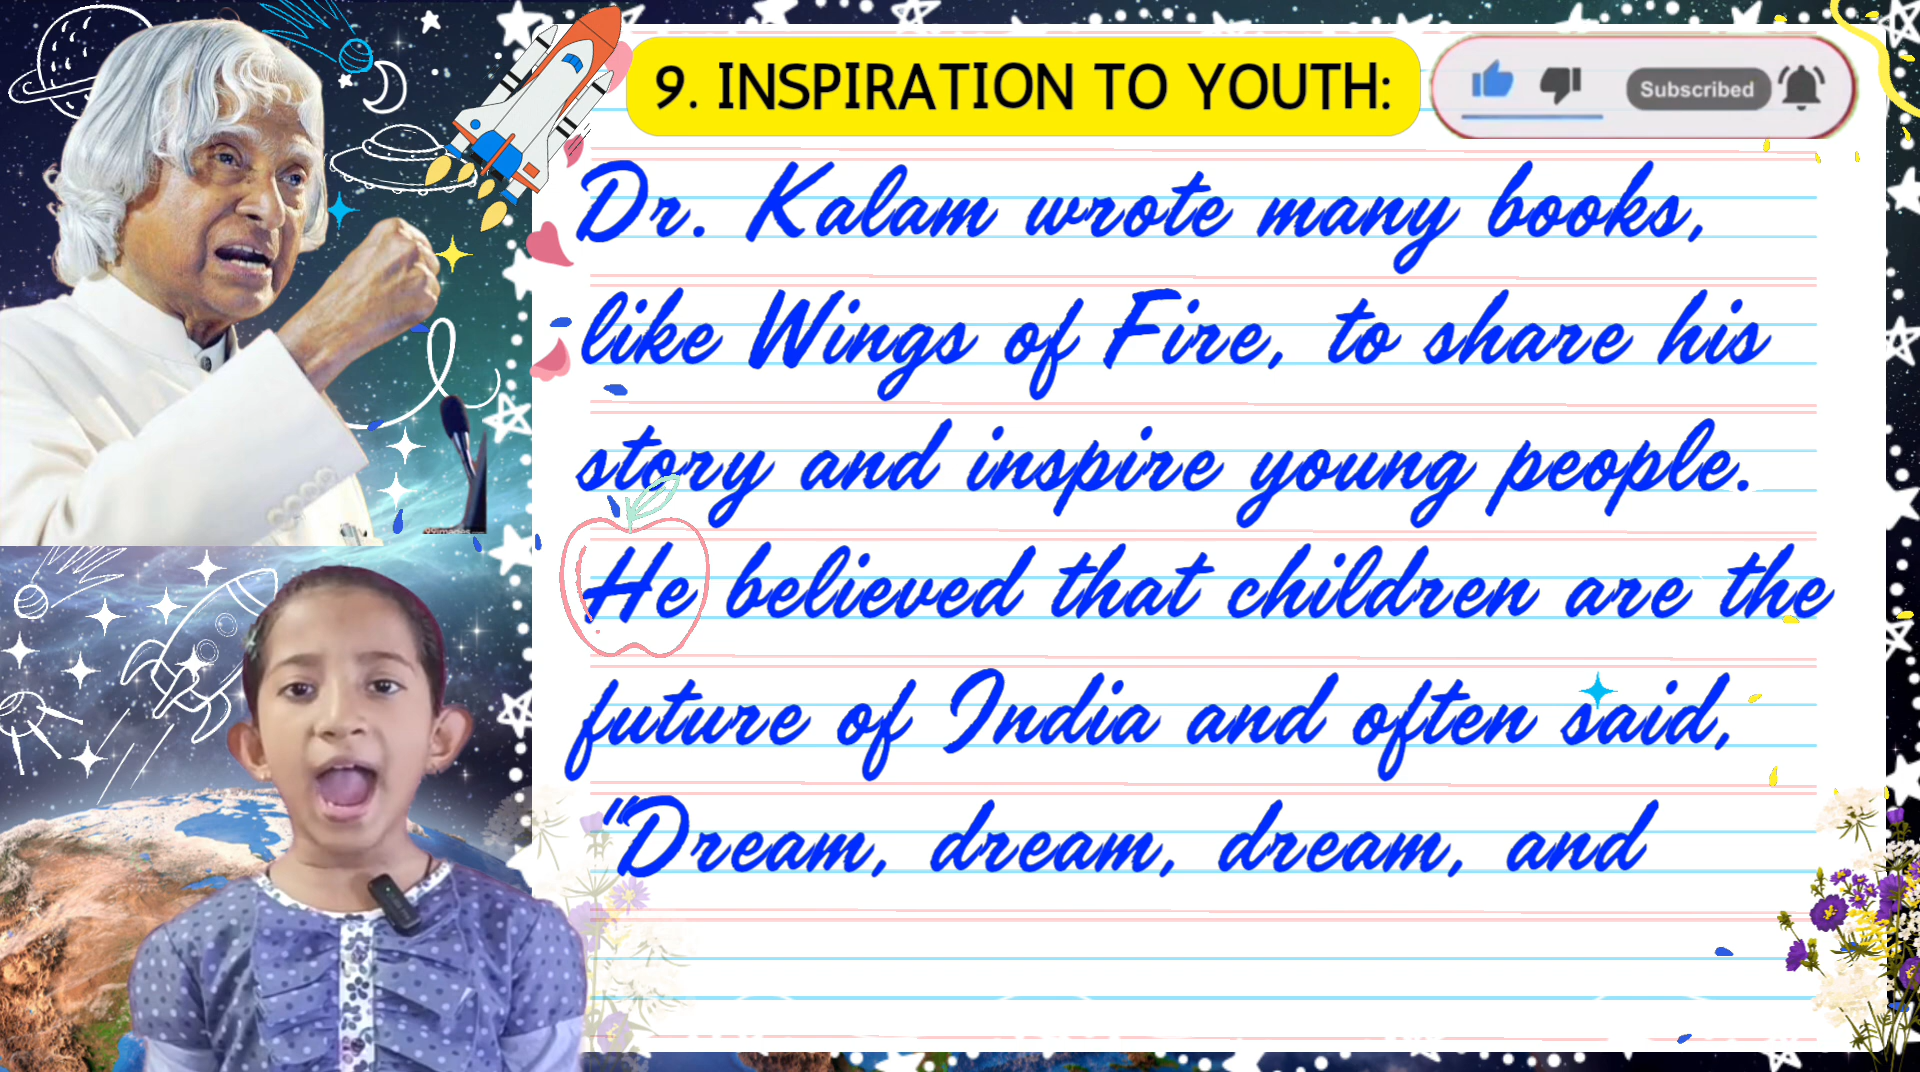 9. INSPIRATION TO YOUTH:
Subscribed
Dr. Kalam wrote many books,
like Wings of Fire, to share his
story and inspire young people.
He believed that children are the
future of India and often said,
"Dream, dream, dream, and